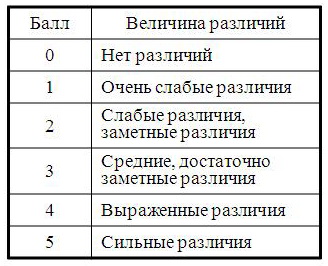 Балл Величина различий
0 Нет различий
1 Очень слабые различия
2 Слабые различия,
заметные различия
3 Средние, достаточно
заметные различия
4 Выраженные различия
5 Сильные различия